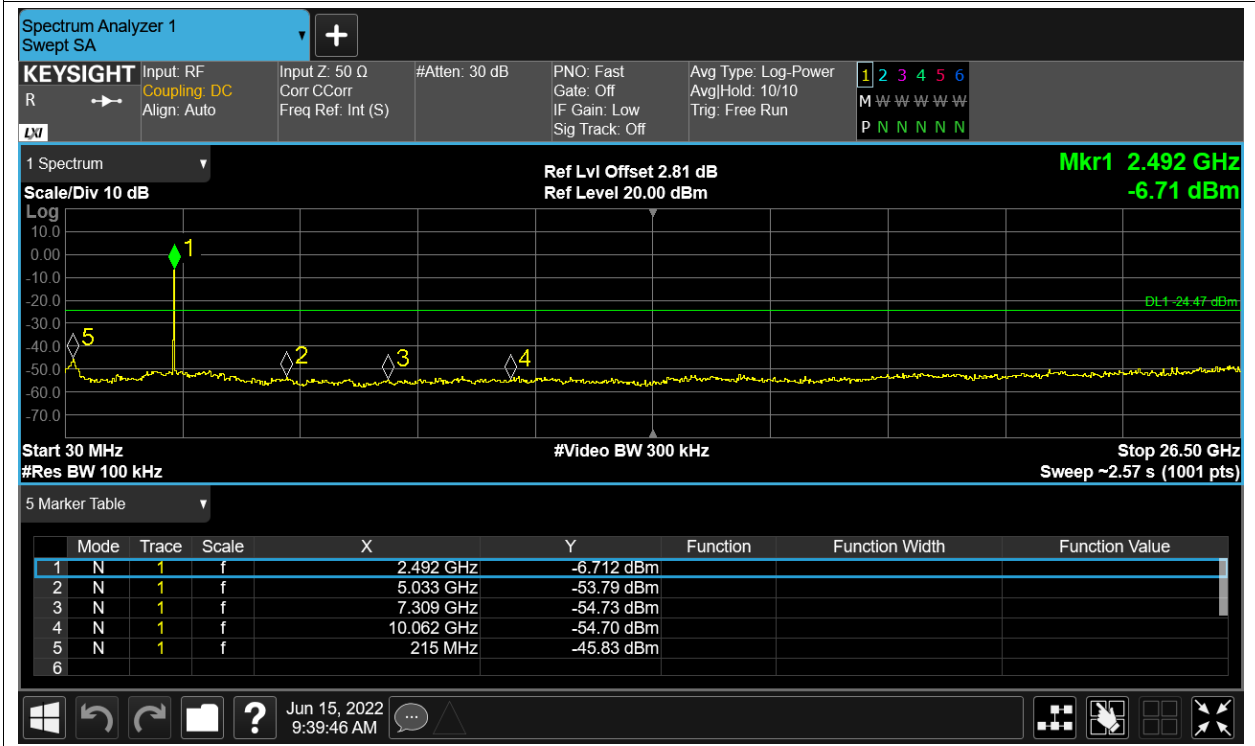 Spectrum Analyzer 1
Swept SA
+
KEYSIGHT
R
LXI
Input: RF
Coupling: DC
Align: Auto
Input Z: 50 Ω
Corr CCorr
Freq Ref: Int (S)
#Atten: 30 dB
PNO: Fast
Gate: Off
IF Gain: Low
Sig Track: Off
Avg Type: Log-Power
Avg|Hold: 10/10
Trig: Free Run
1 2 3 4 5 6
M W W W W W
P N N N N N
1 Spectrum
Scale/Div 10 dB
Ref Lvl Offset 2.81 dB
Ref Level 20.00 dBm
Mkr1 2.492 GHz
-6.71 dBm
Log
10.0
0.00
-10.0
-20.0
-30.0
-40.0
-50.0
-60.0
-70.0
1
DL1 -24.47 dBm
5
2
3
4
Start 30 MHz
#Video BW 300 kHz
Stop 26.50 GHz
#Res BW 100 kHz
Sweep ~2.57 s (1001 pts)
5 Marker Table
Mode Trace Scale X Y Function Function Width Function Value
1 N 1 f 2.492 GHz -6.712 dBm
2 N 1 f 5.033 GHz -53.79 dBm
3 N 1 f 7.309 GHz -54.73 dBm
4 N 1 f 10.062 GHz -54.70 dBm
5 N 1 f 215 MHz -45.83 dBm
6
?
Jun 15, 2022
9:39:46 AM